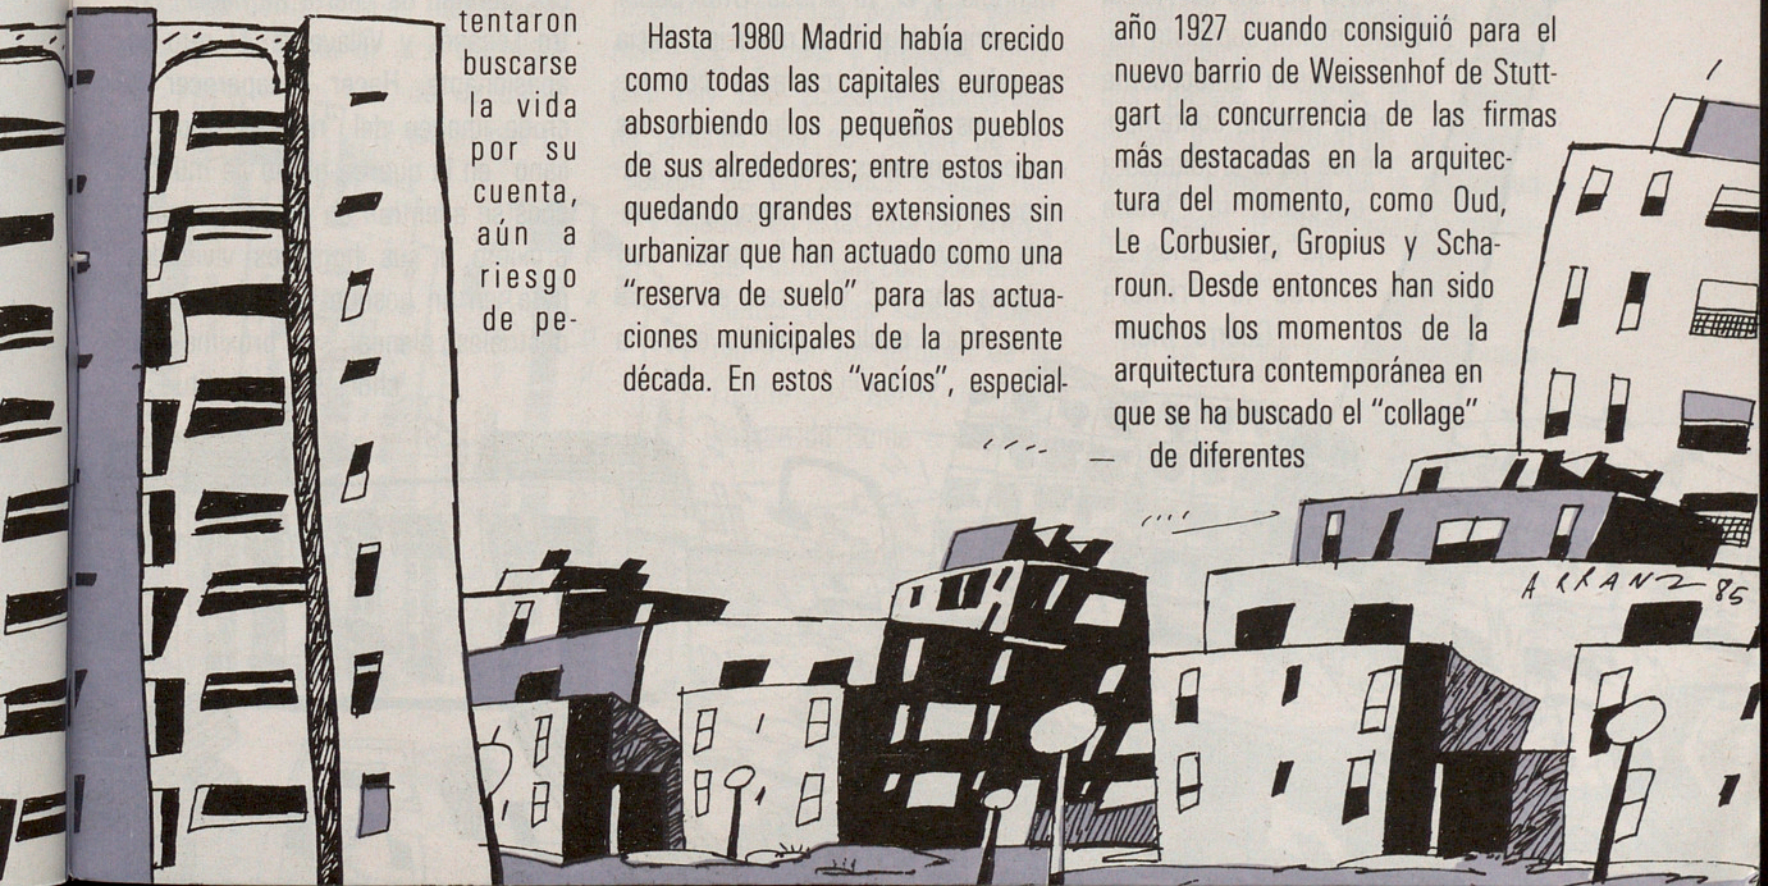 tentaron
buscarse
la vida
por su
cuenta,
aún a
riesgo
de pe-
Hasta 1980 Madrid había crecido
como todas las capitales europeas
absorbiendo los pequeños pueblos
de sus alrededores; entre estos iban
quedando grandes extensiones sin
urbanizar que han actuado como una
“reserva de suelo” para las actua-
ciones municipales de la presente
década. En estos “vacíos”, especial-
año 1927 cuando consiguió para el
nuevo barrio de Weissenhof de Stutt-
gart la concurrencia de las firmas
más destacadas en la arquitec-
tura del momento, como Oud,
Le Corbusier, Gropius y Scha-
roun. Desde entonces han sido
muchos los momentos de la
arquitectura contemporánea en
que se ha buscado el “collage”
de diferentes
ARRANZ 85